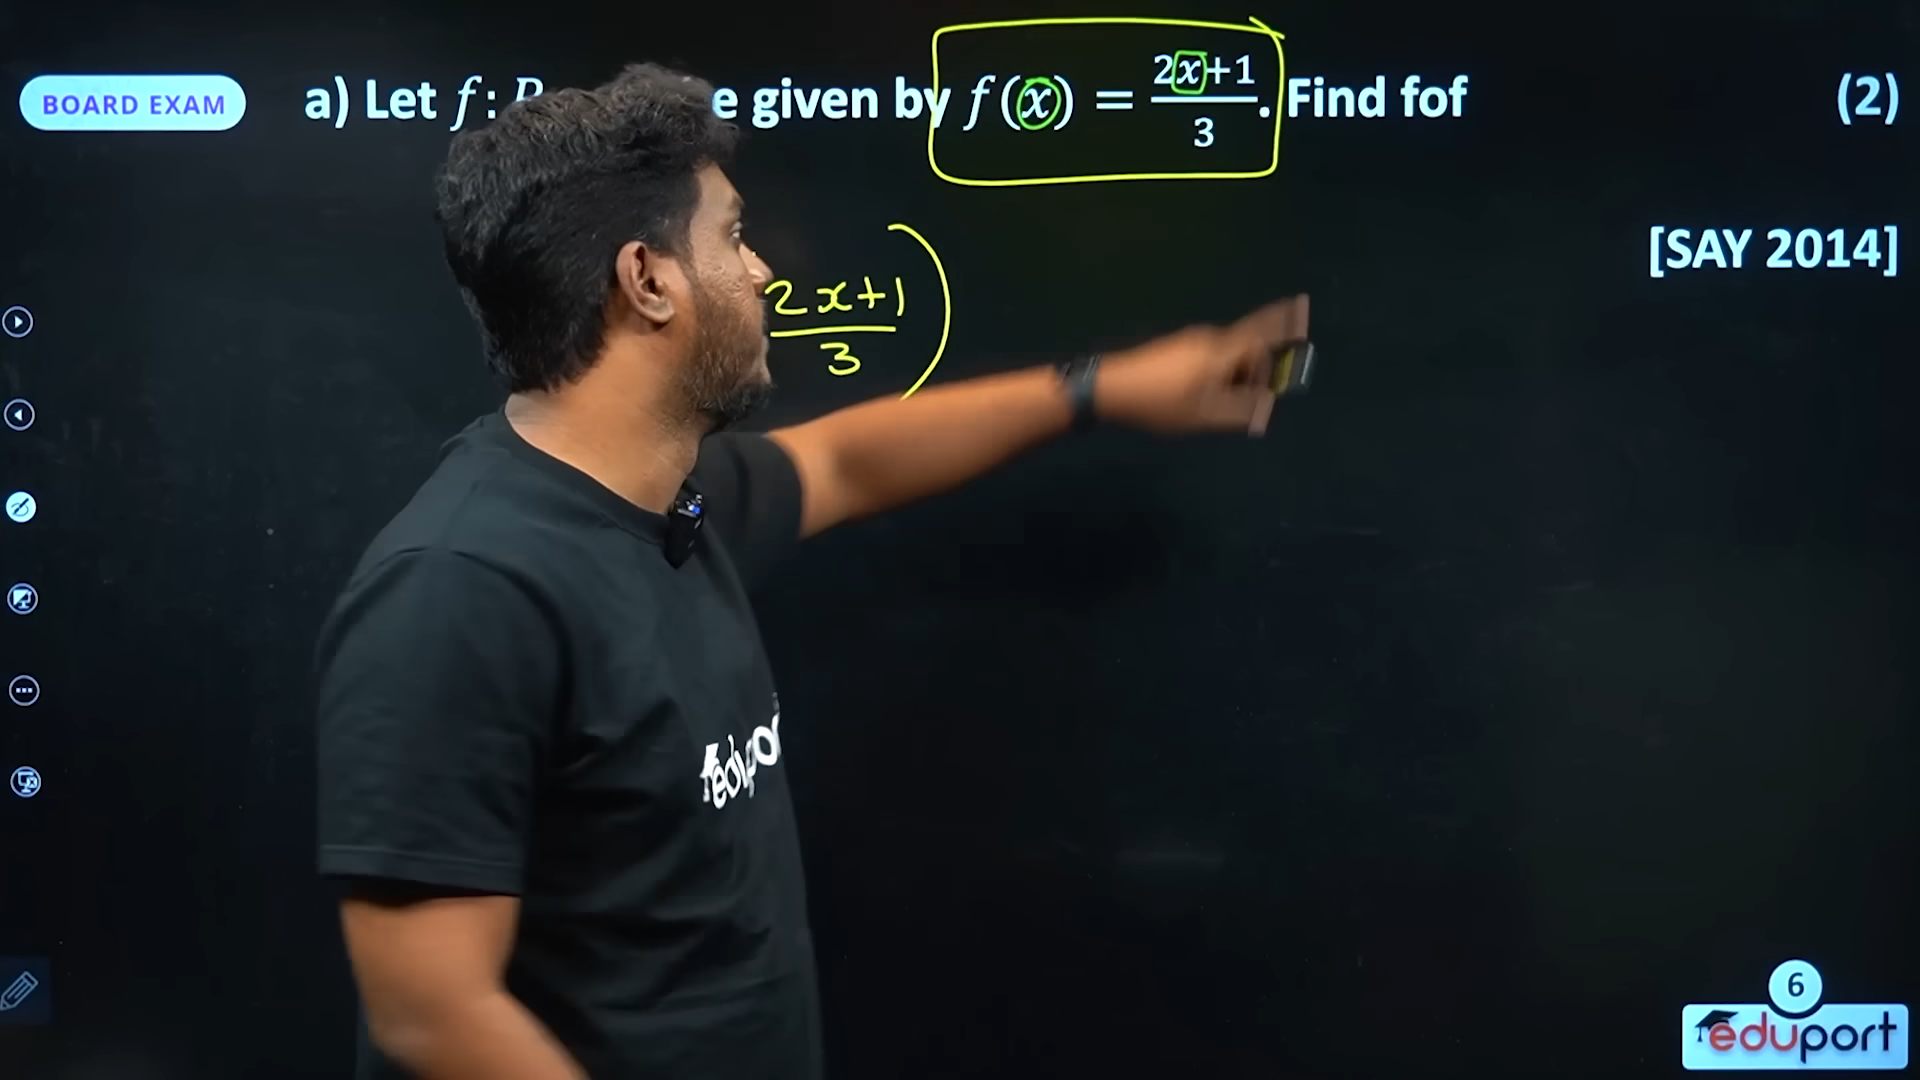 BOARD EXAM
a) Let f: given by f(x) = 2x+1/3. Find fof (2)
[SAY 2014]
2x+1/3)
6
eduport